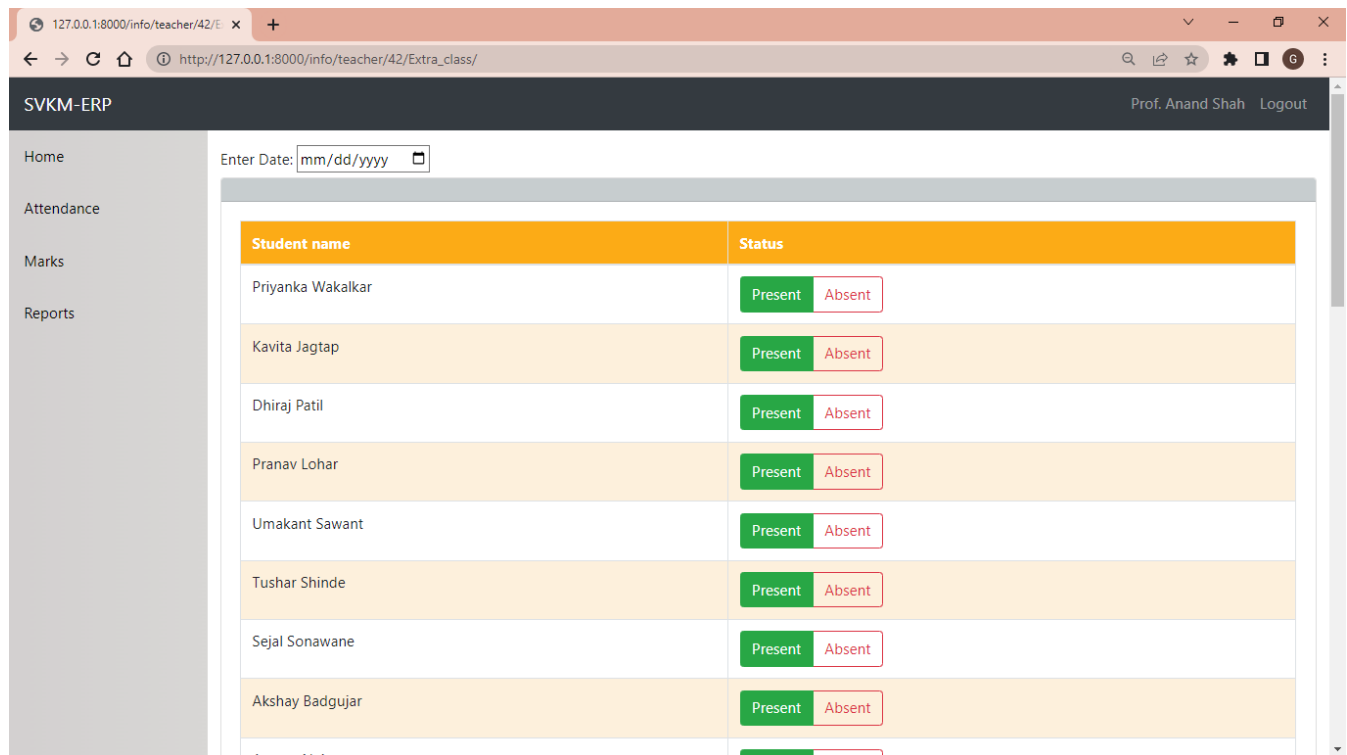 127.0.0.1:8000/info/teacher/42/E
http://127.0.0.1:8000/info/teacher/42/Extra_class/
G
SVKM-ERP
Prof. Anand Shah Logout
Home
Attendance
Marks
Reports
Enter Date: mm/dd/yyyy
Student name Status
Priyanka Wakalkar Present Absent
Kavita Jagtap Present Absent
Dhiraj Patil Present Absent
Pranav Lohar Present Absent
Umakant Sawant Present Absent
Tushar Shinde Present Absent
Sejal Sonawane Present Absent
Akshay Badgujar Present Absent